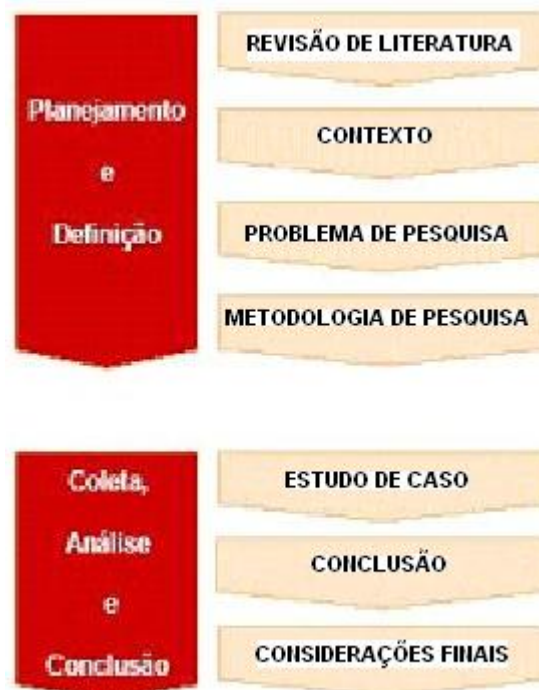 Planejamento
e
Definição
REVISÃO DE LITERATURA
CONTEXTO
PROBLEMA DE PESQUISA
METODOLOGIA DE PESQUISA
Coleta,
Análise
e
Conclusão
ESTUDO DE CASO
CONCLUSÃO
CONSIDERAÇÕES FINAIS